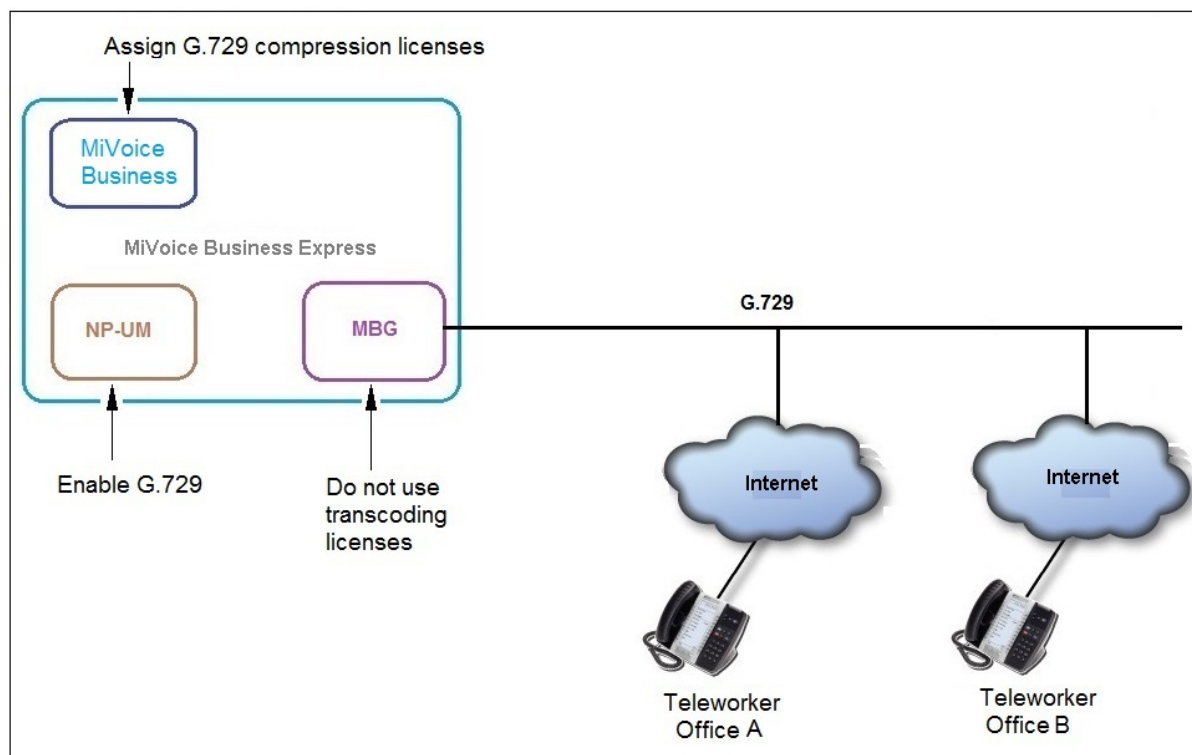 Assign G.729 compression licenses
MiVoice
Business
MiVoice Business Express
NP-UM
MBG
G.729
Enable G.729
Do not use
transcoding
licenses
Internet
Internet
Teleworker
Office A
Teleworker
Office B